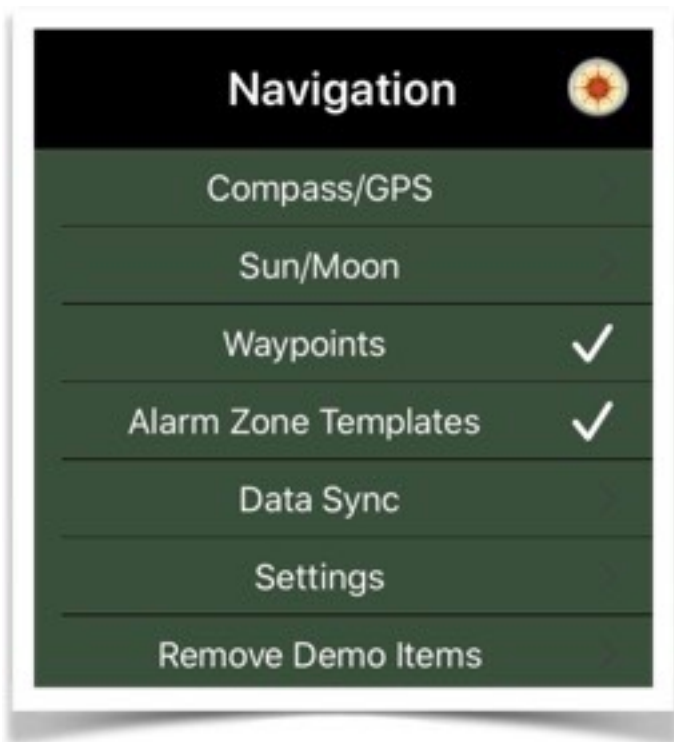 Navigation
Compass/GPS
Sun/Moon
Waypoints
Alarm Zone Templates
Data Sync
Settings
Remove Demo Items